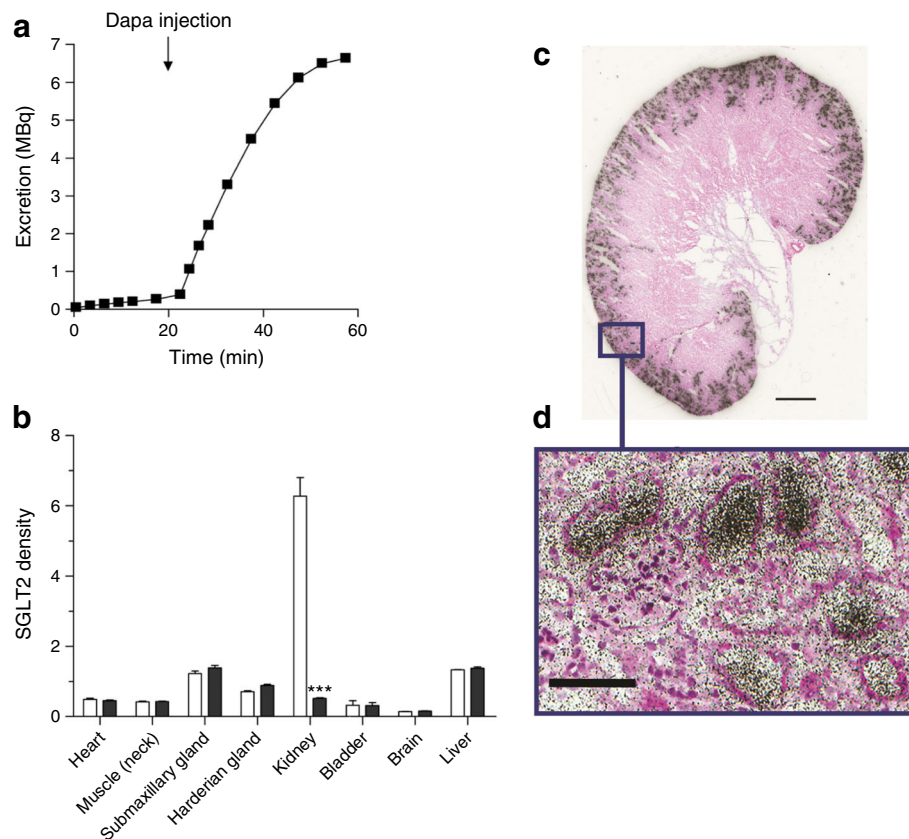 a
Dapa injection
7
6
5
4
3
2
1
0
Excretion (MBq)
0
20
40
60
Time (min)
b
8
6
4
2
0
SGLT2 density
***
Heart
Muscle (neck)
Submaxillary gland
Harderian gland
Kidney
Bladder
Brain
Liver
c
d